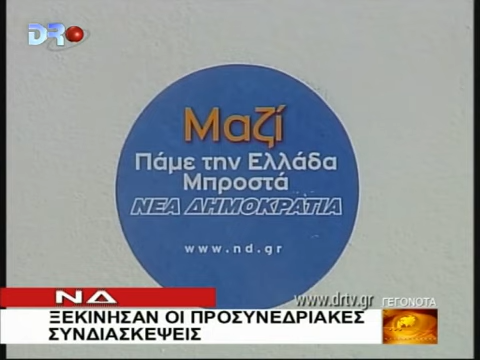 DR
Μαζί
Πάμε την Ελλάδα
Μπροστά
ΝΕΑ ΔΗΜΟΚΡΑΤΙΑ
www.nd.gr
ΝΔ
www.drtv.gr
ΓΕΓΟΝΟΤΑ
ΞΕΚΙΝΗΣΑΝ ΟΙ ΠΡΟΣΥΝΕΔΡΙΑΚΕΣ
ΣΥΝΔΙΑΣΚΕΨΕΙΣ